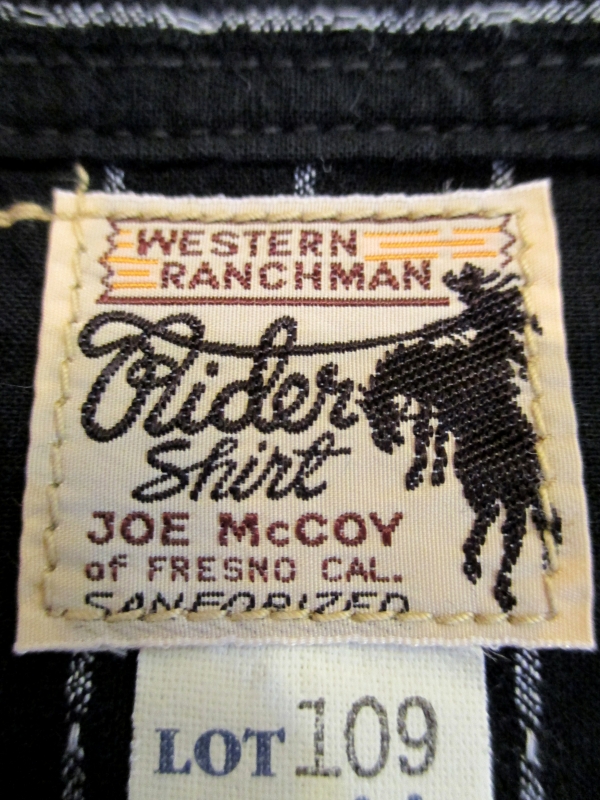 WESTERN
RANCHMAN
Rider
Shirt
JOE McCOY
of FRESNO CAL.
SANFORIZED
LOT 109